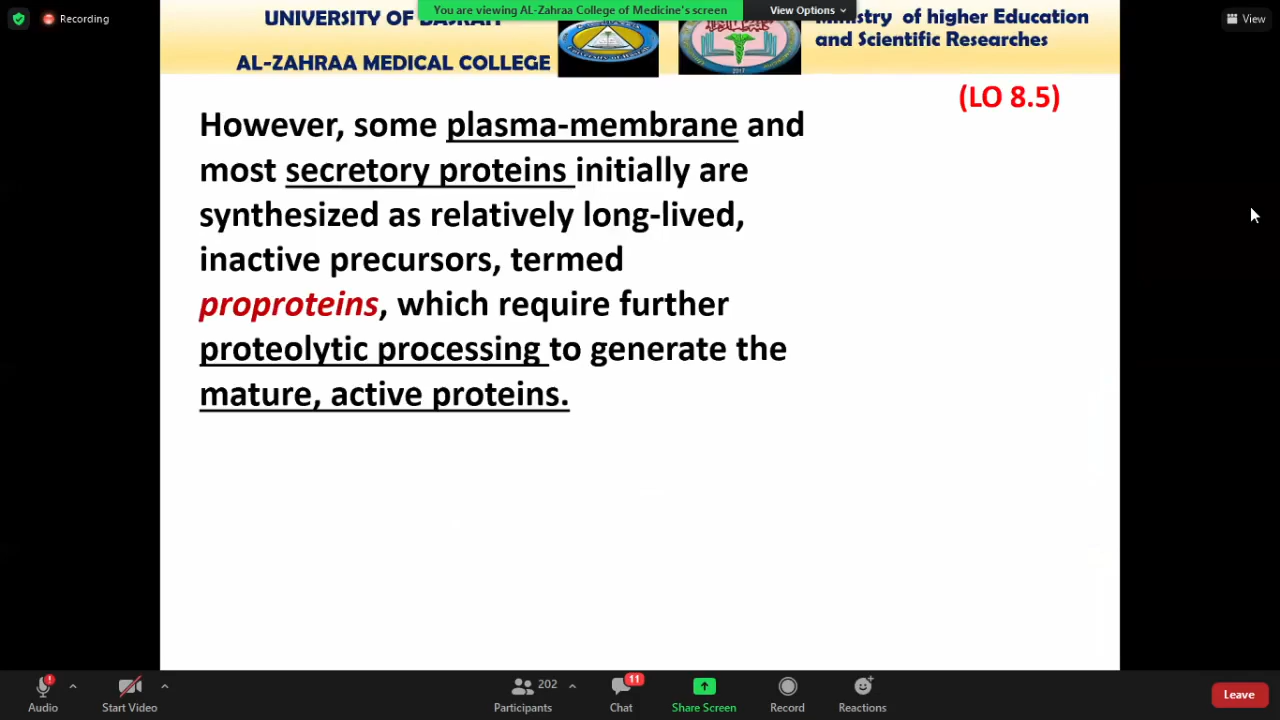 Recording
You are viewing AL-Zahraa College of Medicine's screen
View Options
View
UNIVERSITY OF BASRAH
AL-ZAHRAA MEDICAL COLLEGE
Ministry of higher Education
and Scientific Researches
2017
(LO 8.5)
However, some plasma-membrane and
most secretory proteins initially are
synthesized as relatively long-lived,
inactive precursors, termed
proproteins, which require further
proteolytic processing to generate the
mature, active proteins.
Audio
Start Video
202
Participants
11
Chat
Share Screen
Record
Reactions
Leave